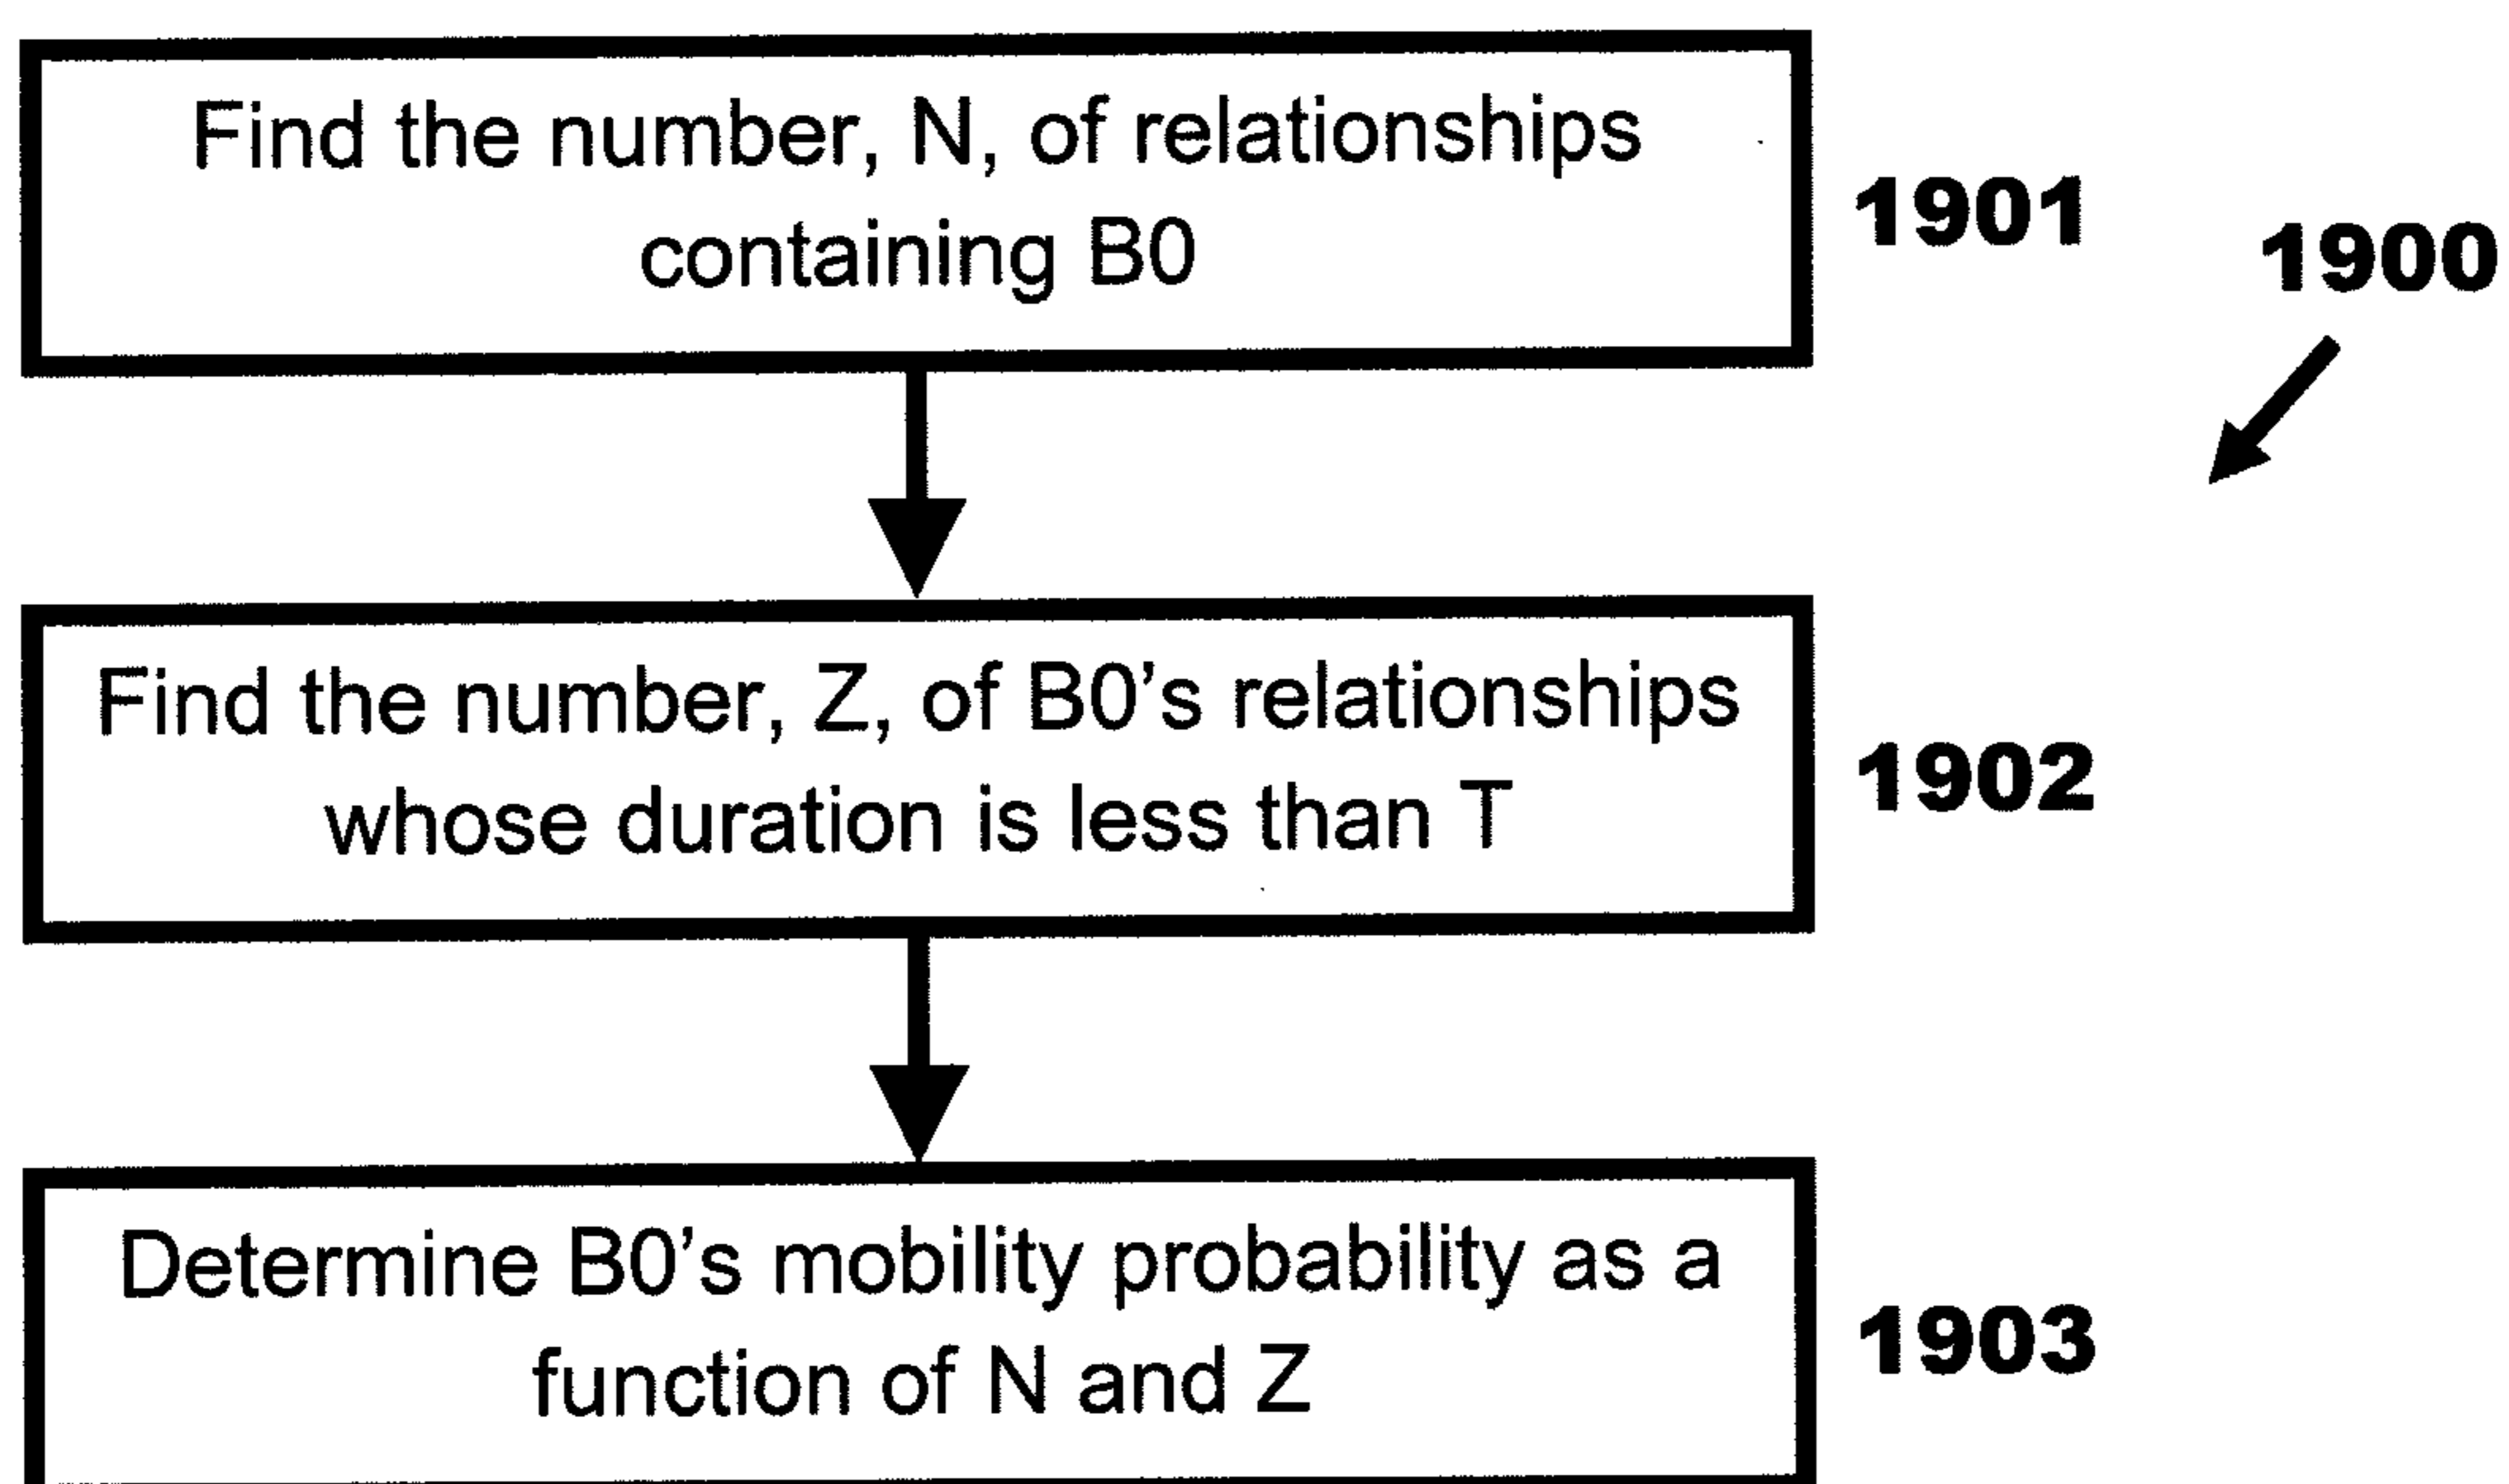 Find the number, N, of relationships
containing B0
1901
1900
Find the number, Z, of B0's relationships
whose duration is less than T
1902
Determine B0's mobility probability as a
function of N and Z
1903